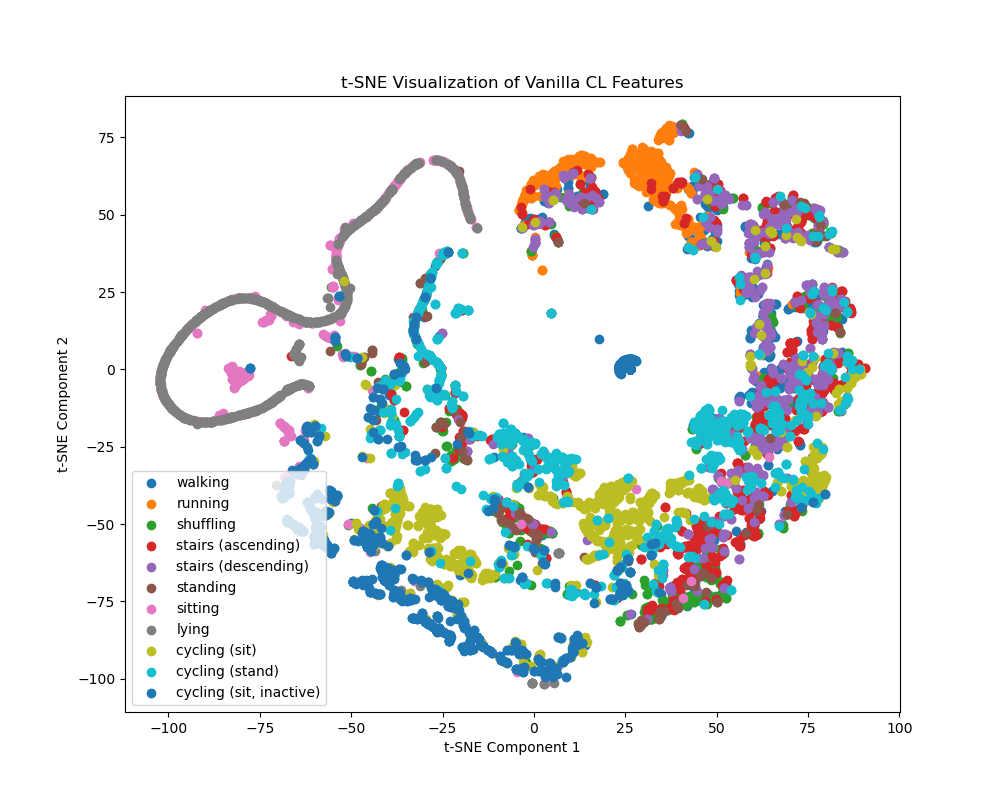 t-SNE Visualization of Vanilla CL Features
75
50
25
0
−25
−50
−75
−100
t-SNE Component 2
walking
running
shuffling
stairs (ascending)
stairs (descending)
standing
sitting
lying
cycling (sit)
cycling (stand)
cycling (sit, inactive)
−100 −75 −50 −25 0 25 50 75 100
t-SNE Component 1